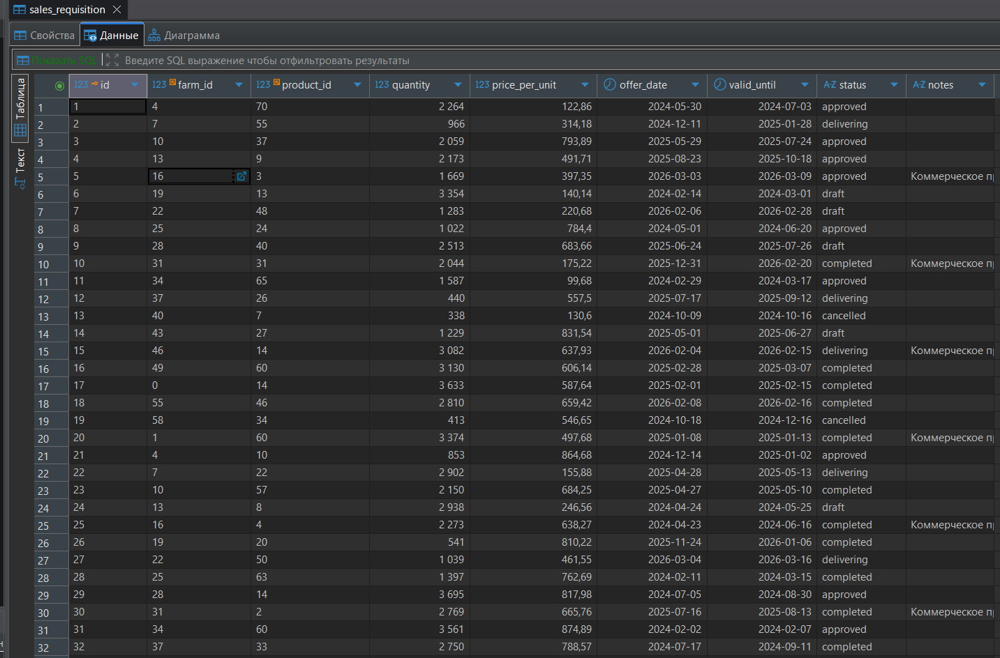 sales_requisition
Свойства Данные Диаграмма
Показать SQL Введите SQL выражение чтобы отфильтровать результаты
Таблица
Текст
123 id 123 farm_id 123 product_id 123 quantity 123 price_per_unit offer_date valid_until A-Z status A-Z notes
1 1 4 70 2 264 122,86 2024-05-30 2024-07-03 approved
2 2 7 55 966 314,18 2024-12-11 2025-01-28 delivering
3 3 10 37 2 059 793,89 2025-05-29 2025-07-24 approved
4 4 13 9 2 173 491,71 2025-08-23 2025-10-18 approved
5 5 16 3 1 669 397,35 2026-03-03 2026-03-09 approved Коммерческое п
6 6 19 13 3 354 140,14 2024-02-14 2024-03-01 draft
7 7 22 48 1 283 220,68 2026-02-06 2026-02-28 draft
8 8 25 24 1 022 784,4 2024-05-01 2024-06-20 approved
9 9 28 40 2 513 683,66 2025-06-24 2025-07-26 draft
10 10 31 31 2 044 175,22 2025-12-31 2026-02-20 completed Коммерческое п
11 11 34 65 1 587 99,68 2024-02-29 2024-03-17 approved
12 12 37 26 440 557,5 2025-07-17 2025-09-12 delivering
13 13 40 7 338 130,6 2024-10-09 2024-10-16 cancelled
14 14 43 27 1 229 831,54 2025-05-01 2025-06-27 draft
15 15 46 14 3 082 637,93 2026-02-04 2026-02-15 delivering Коммерческое п
16 16 49 60 3 130 606,14 2025-02-28 2025-03-07 completed
17 17 0 14 3 633 587,64 2025-02-01 2025-02-15 completed
18 18 55 46 2 810 659,42 2026-02-08 2026-02-16 completed
19 19 58 34 413 546,65 2024-10-18 2024-12-16 cancelled
20 20 1 60 3 374 497,68 2025-01-08 2025-01-13 completed Коммерческое п
21 21 4 10 853 864,68 2024-12-14 2025-01-02 approved
22 22 7 22 2 902 155,88 2025-04-28 2025-05-13 delivering
23 23 10 57 2 150 684,25 2025-04-27 2025-05-10 completed
24 24 13 8 2 938 246,56 2024-04-24 2024-05-25 draft
25 25 16 4 2 273 638,27 2024-04-23 2024-06-16 completed Коммерческое п
26 26 19 20 541 810,22 2025-11-24 2026-01-06 completed
27 27 22 50 1 039 461,55 2026-03-04 2026-03-16 delivering
28 28 25 63 1 397 762,69 2024-02-11 2024-03-15 completed
29 29 28 14 3 695 817,98 2024-07-05 2024-08-30 approved
30 30 31 2 2 769 665,76 2025-07-16 2025-08-13 completed Коммерческое п
31 31 34 60 3 561 874,89 2024-02-02 2024-02-07 approved
32 32 37 33 2 750 788,57 2024-07-17 2024-09-11 completed